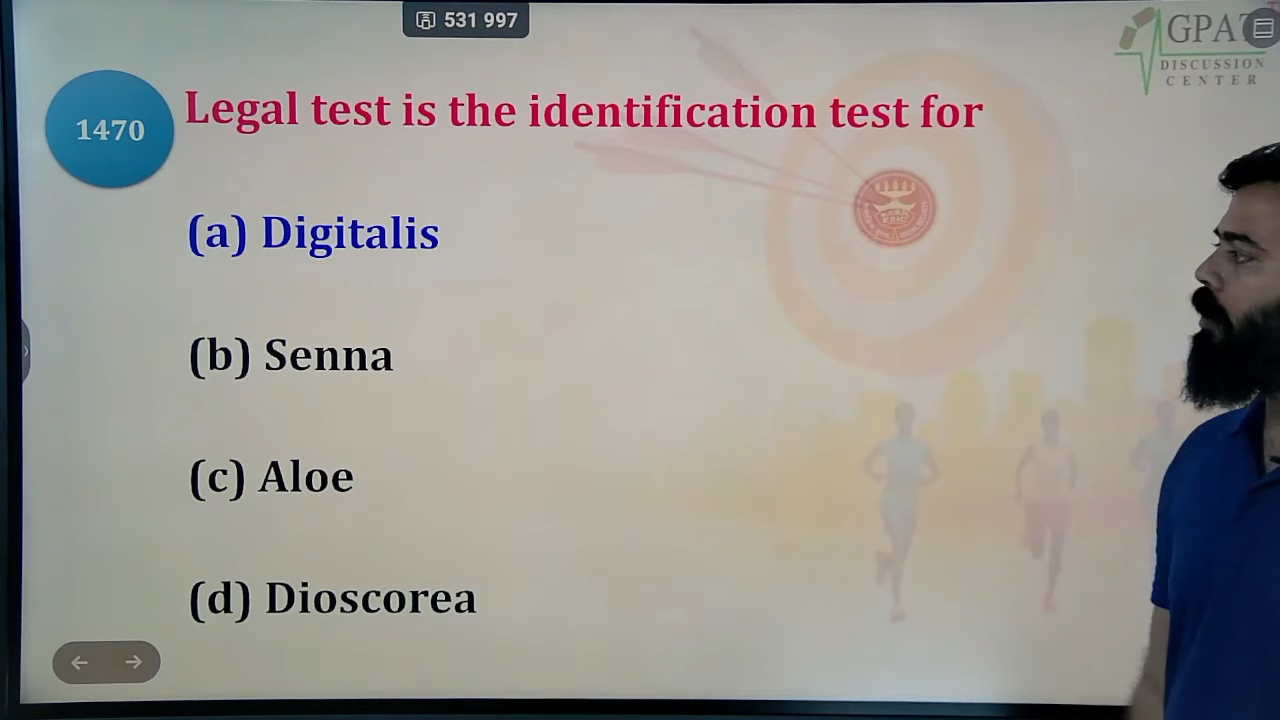 531 997
GPAT
DISCUSSION
CENTER
1470
Legal test is the identification test for
(a) Digitalis
(b) Senna
(c) Aloe
(d) Dioscorea